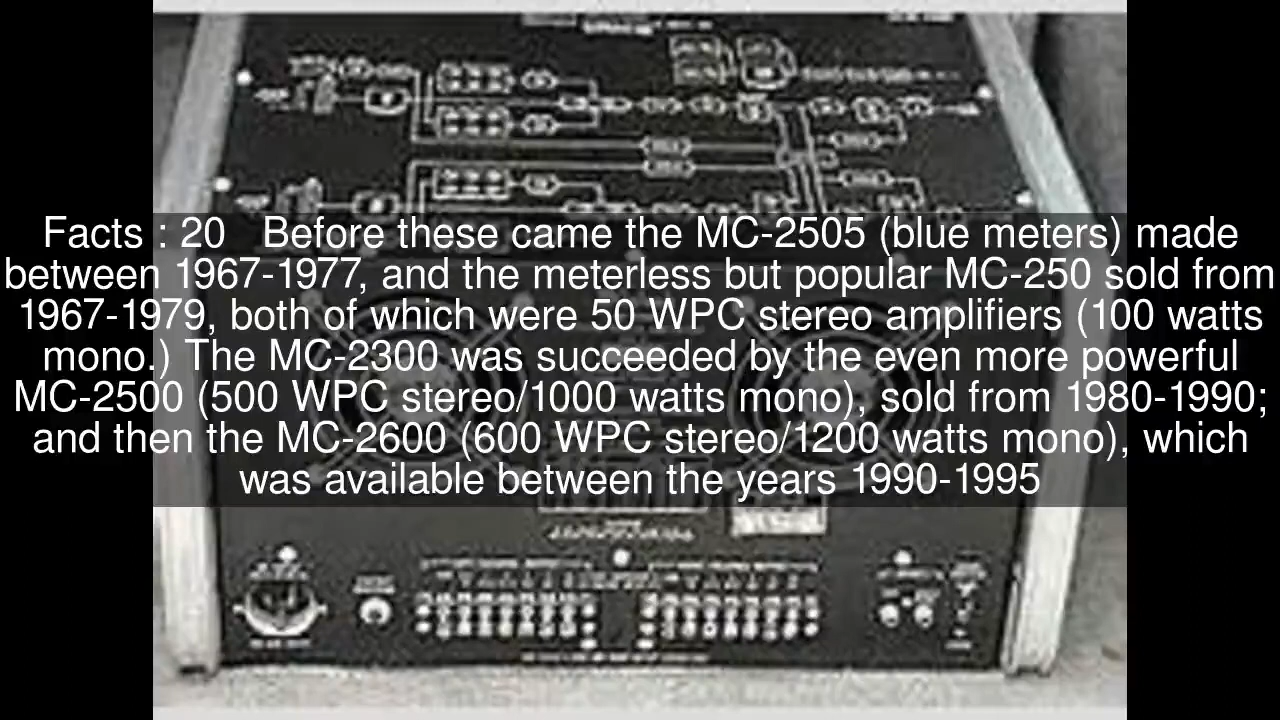 Facts : 20   Before these came the MC-2505 (blue meters) made
between 1967-1977, and the meterless but popular MC-250 sold from
1967-1979, both of which were 50 WPC stereo amplifiers (100 watts
mono.) The MC-2300 was succeeded by the even more powerful
MC-2500 (500 WPC stereo/1000 watts mono), sold from 1980-1990;
and then the MC-2600 (600 WPC stereo/1200 watts mono), which
was available between the years 1990-1995